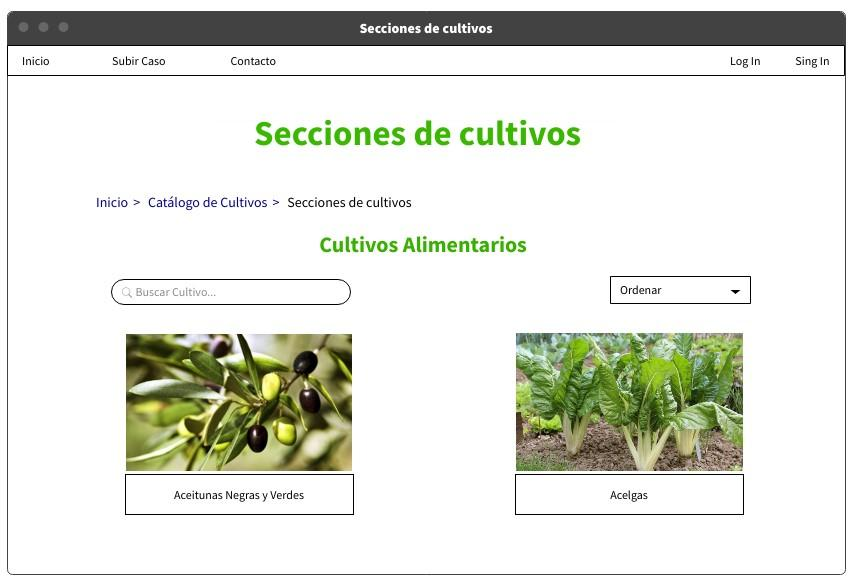 Secciones de cultivos
Inicio Subir Caso Contacto Log In Sing In
Secciones de cultivos
Inicio > Catálogo de Cultivos > Secciones de cultivos
Cultivos Alimentarios
Buscar Cultivo... Ordenar
Aceitunas Negras y Verdes Acelgas